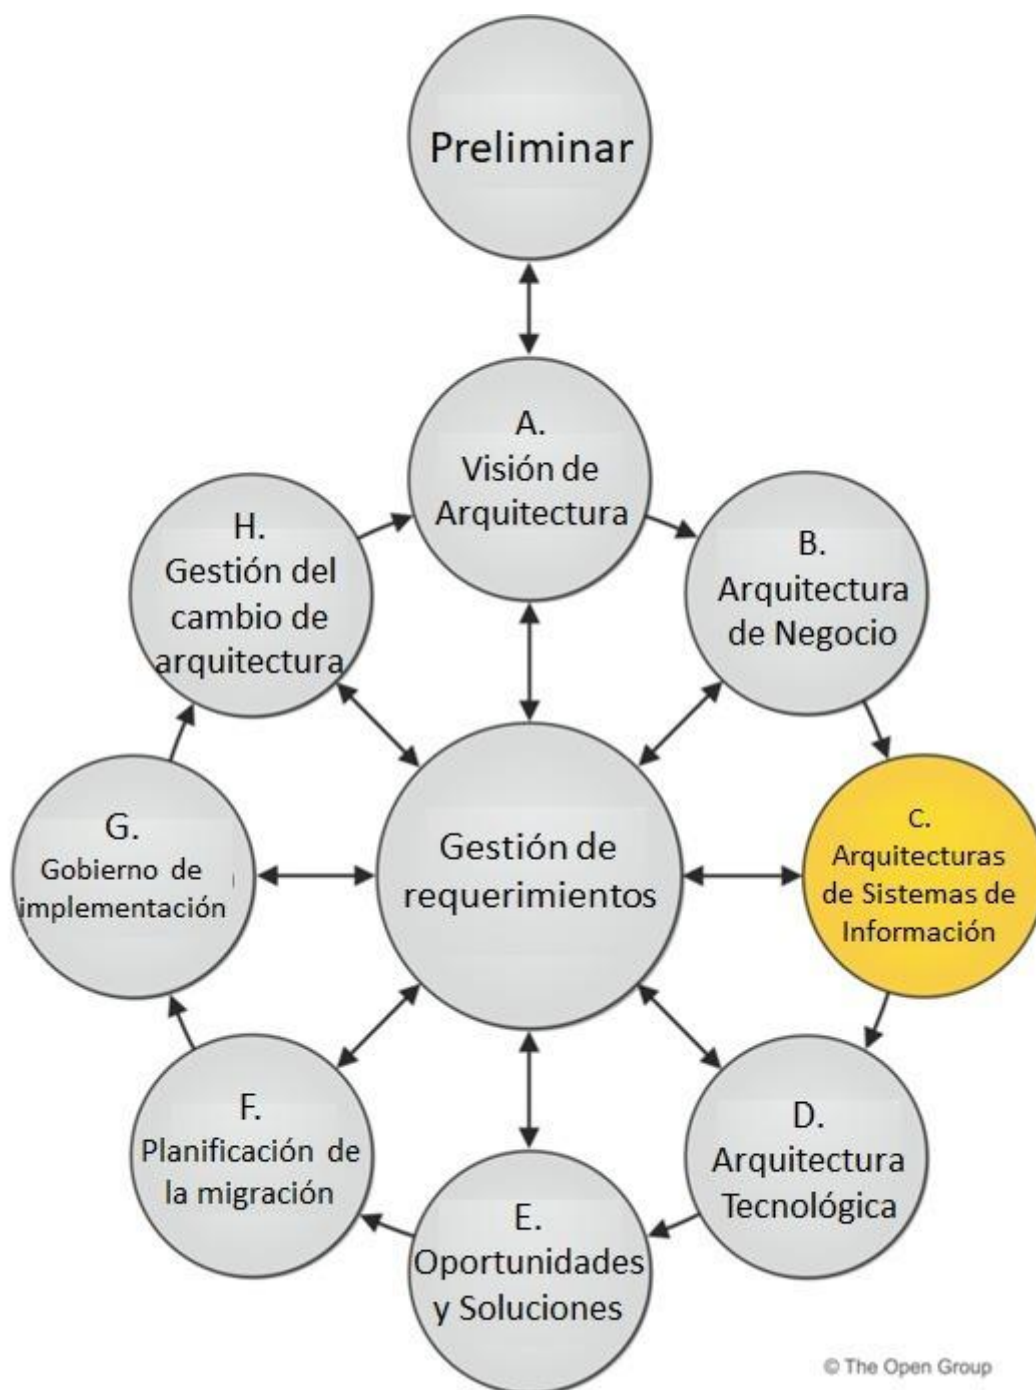 Preliminar
A.
Visión de
Arquitectura
B.
Arquitectura
de Negocio
C.
Arquitecturas
de Sistemas de
Información
D.
Arquitectura
Tecnológica
E.
Oportunidades
y Soluciones
F.
Planificación de
la migración
G.
Gobierno de
implementación
H.
Gestión del
cambio de
arquitectura
Gestión de
requerimientos
© The Open Group